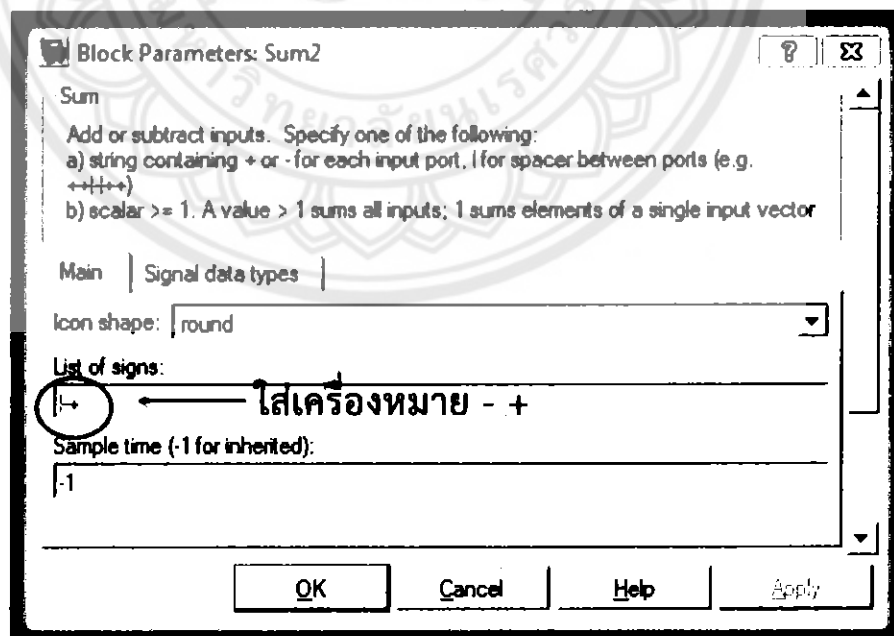 Block Parameters: Sum2
Sum
Add or subtract inputs. Specify one of the following:
a) string containing + or - for each input port, | for spacer between ports (e.g.
++|-|++)
b) scalar >= 1. A value > 1 sums all inputs; 1 sums elements of a single input vector
Main Signal data types
Icon shape: round
List of signs:
|-+ ใส่เครื่องหมาย - +
Sample time (-1 for inherited):
-1
OK Cancel Help Apply